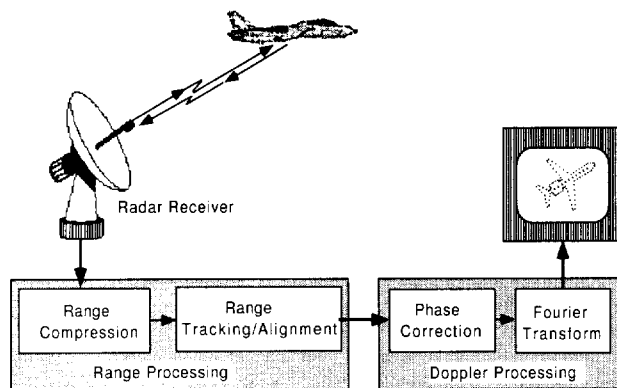 Radar Receiver
Range
Compression
Range
Tracking/Alignment
Range Processing
Phase
Correction
Fourier
Transform
Doppler Processing